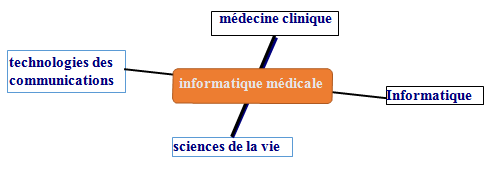 médecine clinique
technologies des
communications
informatique médicale
Informatique
sciences de la vie